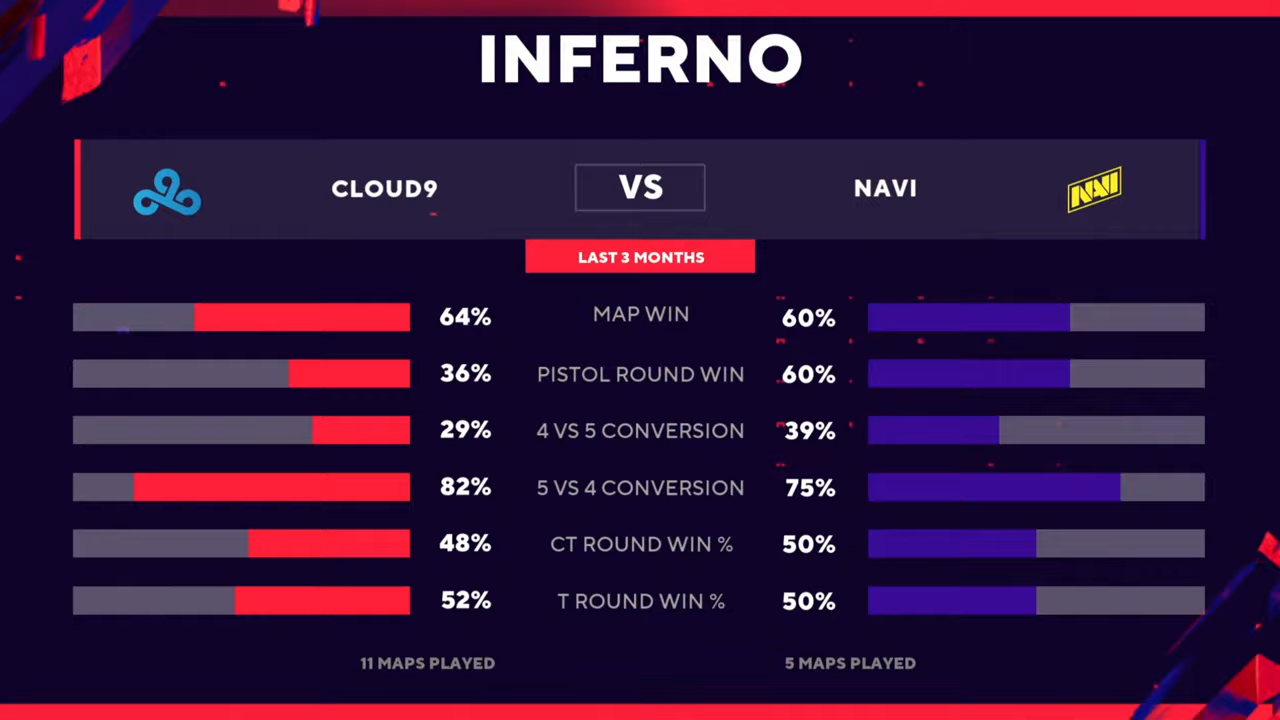 INFERNO
CLOUD9 VS NAVI NAVI
LAST 3 MONTHS
64% MAP WIN 60%
36% PISTOL ROUND WIN 60%
29% 4 VS 5 CONVERSION 39%
82% 5 VS 4 CONVERSION 75%
48% CT ROUND WIN % 50%
52% T ROUND WIN % 50%
11 MAPS PLAYED 5 MAPS PLAYED